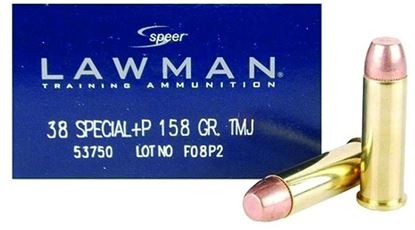 speer
LAWMAN®
TRAINING AMMUNITION
38 SPECIAL+P 158 GR. TMJ
53750 LOT NO F08P2